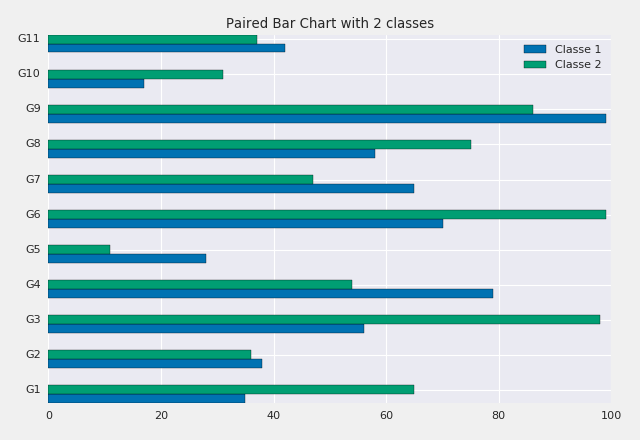 Paired Bar Chart with 2 classes
Classe 1
Classe 2
G11
G10
G9
G8
G7
G6
G5
G4
G3
G2
G1
0 20 40 60 80 100